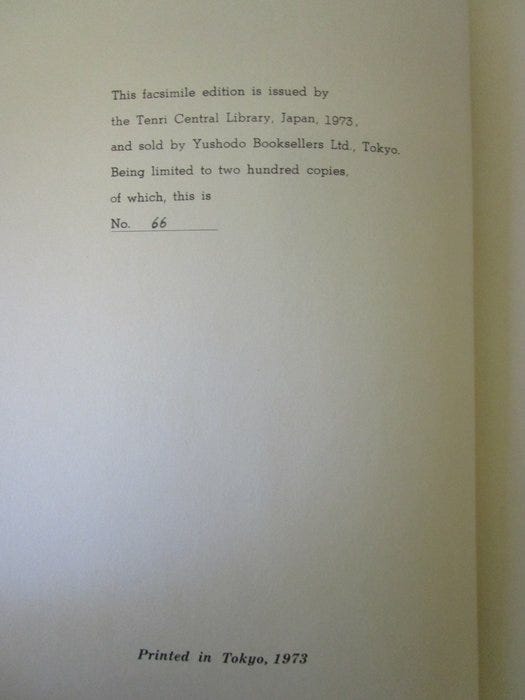 This facsimile edition is issued by
the Tenri Central Library, Japan, 1973,
and sold by Yushodo Booksellers Ltd., Tokyo.
Being limited to two hundred copies,
of which, this is
No. 66
Printed in Tokyo, 1973